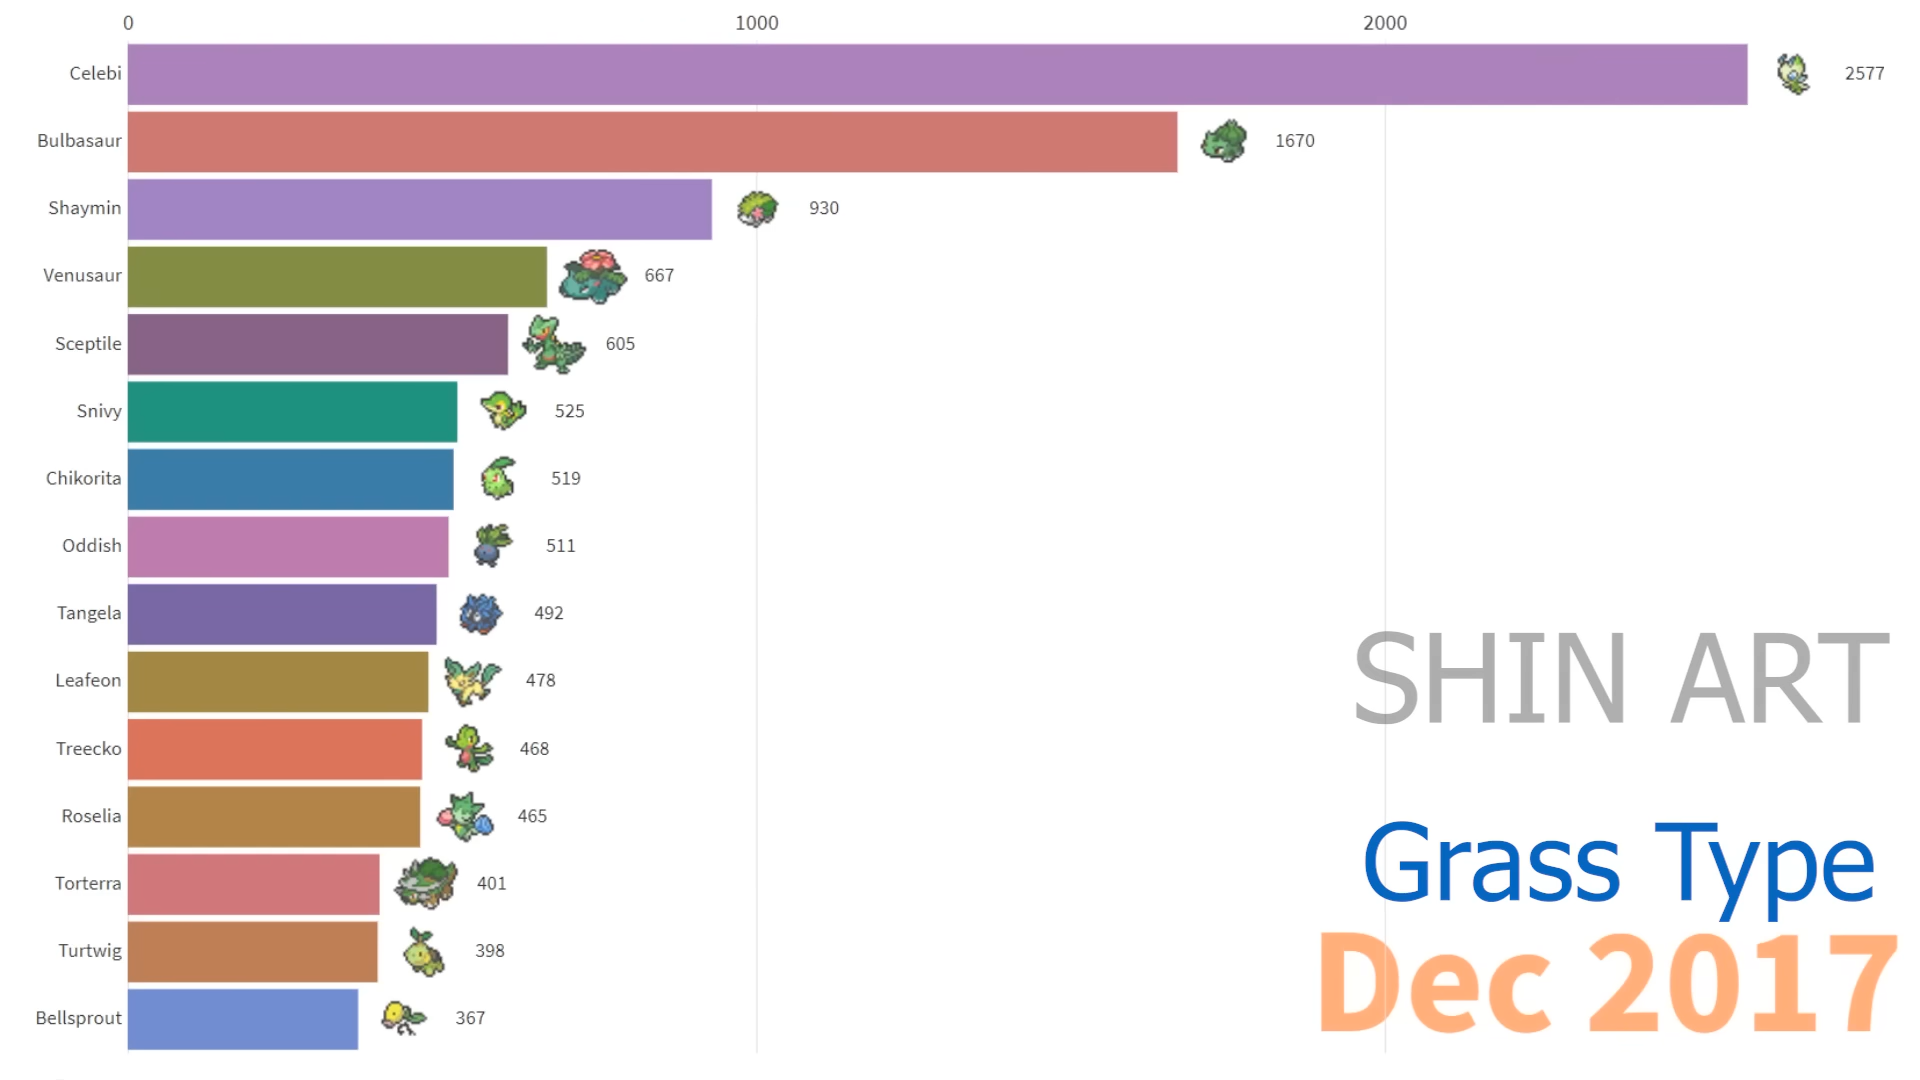 0 1000 2000
Celebi 2577
Bulbasaur 1670
Shaymin 930
Venusaur 667
Sceptile 605
Snivy 525
Chikorita 519
Oddish 511
Tangela 492
Leafeon 478
Treecko 468
Roselia 465
Torterra 401
Turtwig 398
Bellsprout 367
SHIN ART
Grass Type
Dec 2017